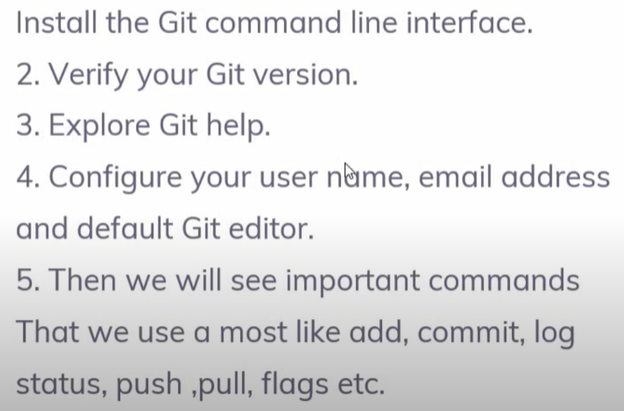 Install the Git command line interface.
2. Verify your Git version.
3. Explore Git help.
4. Configure your user name, email address
and default Git editor.
5. Then we will see important commands
That we use a most like add, commit, log
status, push ,pull, flags etc.